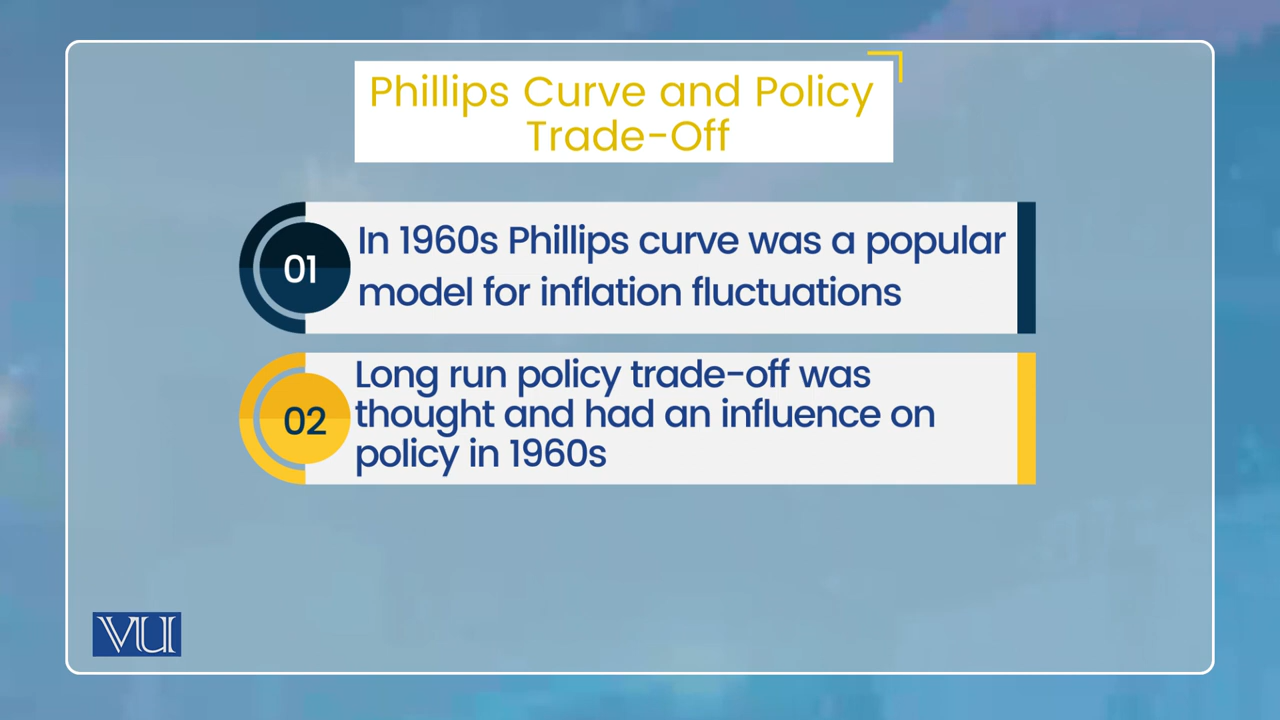 Phillips Curve and Policy
Trade-Off
01
In 1960s Phillips curve was a popular
model for inflation fluctuations
02
Long run policy trade-off was
thought and had an influence on
policy in 1960s
VU